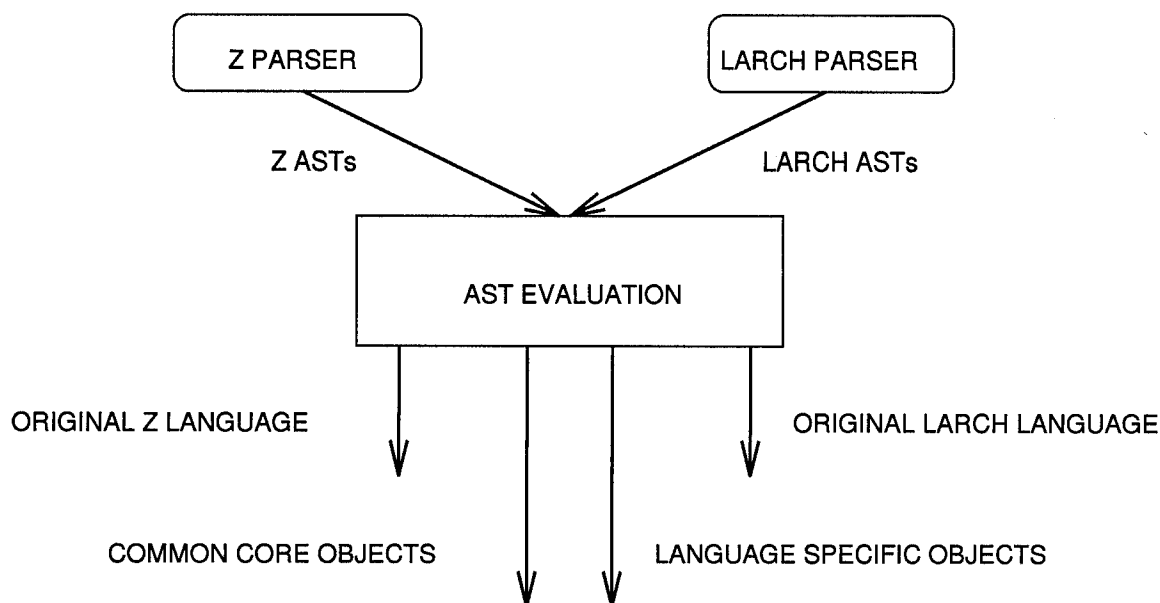 Z PARSER
LARCH PARSER
Z ASTs
LARCH ASTs
AST EVALUATION
ORIGINAL Z LANGUAGE
ORIGINAL LARCH LANGUAGE
COMMON CORE OBJECTS
LANGUAGE SPECIFIC OBJECTS